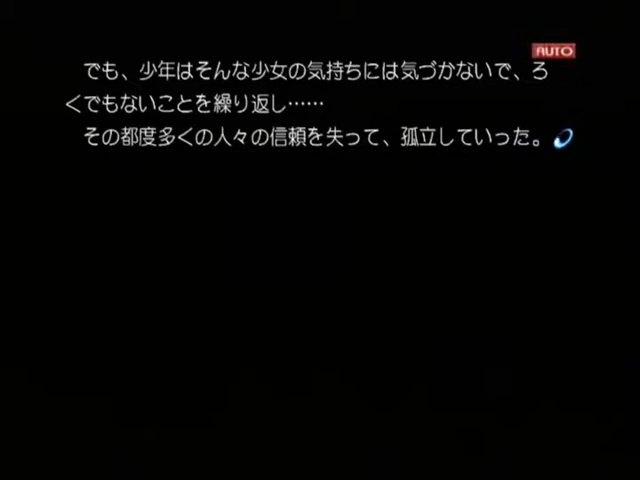 AUTO
でも、少年はそんな少女の気持ちには気づかないで、ろ
くでもないことを繰り返し……
その都度多くの人々の信頼を失って、孤立していった。